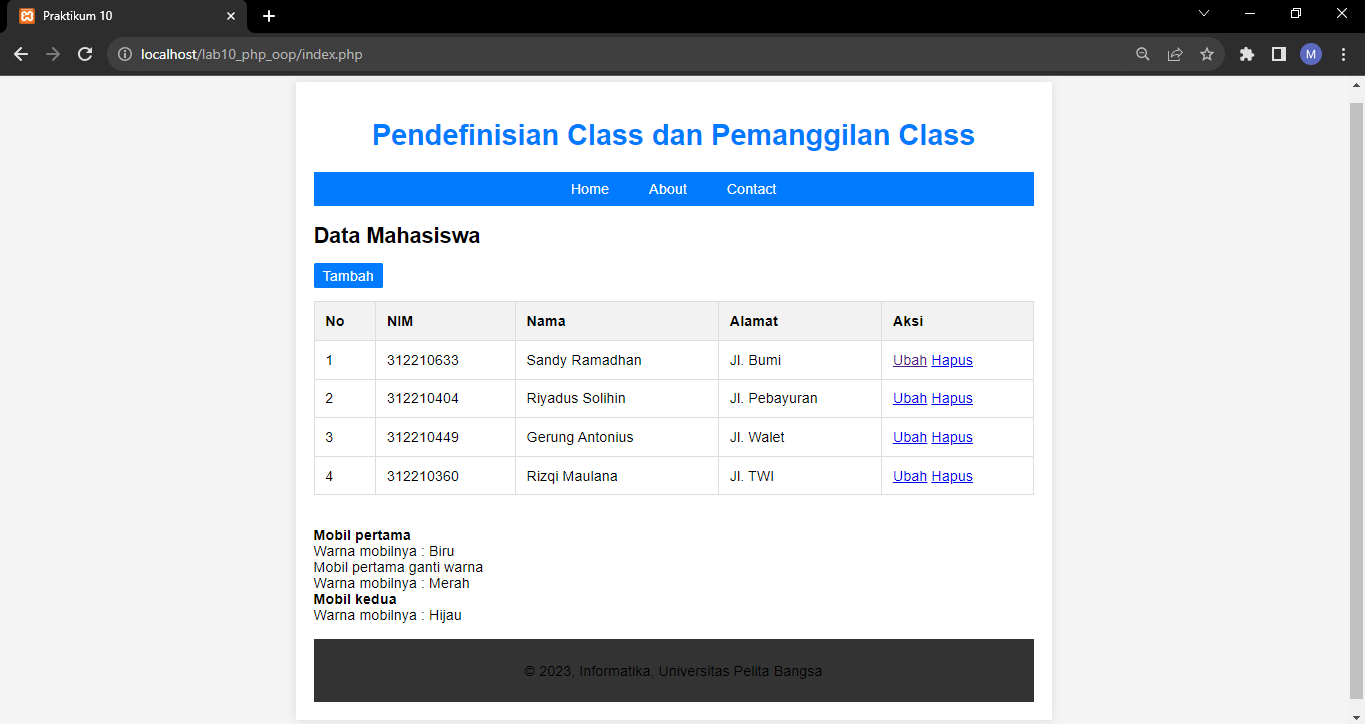 Praktikum 10
localhost/lab10_php_oop/index.php
M
Pendefinisian Class dan Pemanggilan Class
Home About Contact
Data Mahasiswa
Tambah
No NIM Nama Alamat Aksi
1 312210633 Sandy Ramadhan Jl. Bumi Ubah Hapus
2 312210404 Riyadus Solihin Jl. Pebayuran Ubah Hapus
3 312210449 Gerung Antonius Jl. Walet Ubah Hapus
4 312210360 Rizqi Maulana Jl. TWI Ubah Hapus
Mobil pertama
Warna mobilnya : Biru
Mobil pertama ganti warna
Warna mobilnya : Merah
Mobil kedua
Warna mobilnya : Hijau
© 2023, Informatika, Universitas Pelita Bangsa